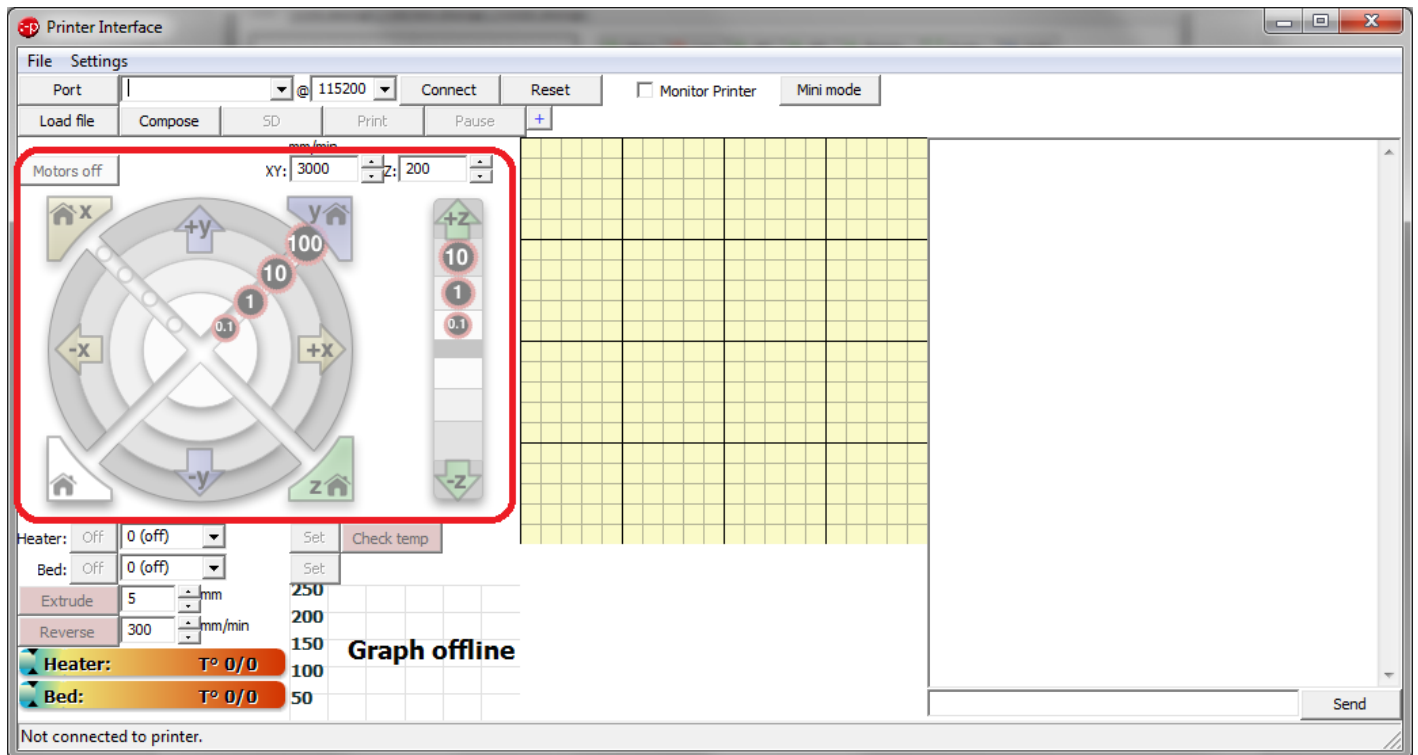 Printer Interface
File Settings
Port @ 115200 Connect Reset Monitor Printer Mini mode
Load file Compose SD Print Pause +
mm/min
Motors off XY: 3000 Z: 200
x +y y +z
100 10
10 1
1 0.1
0.1
-x +x
-y z -z
Heater: Off 0 (off) Set Check temp
Bed: Off 0 (off) Set
Extrude 5 mm
Reverse 300 mm/min
250
200
150
100
50
Graph offline
Heater: T° 0/0
Bed: T° 0/0
Send
Not connected to printer.